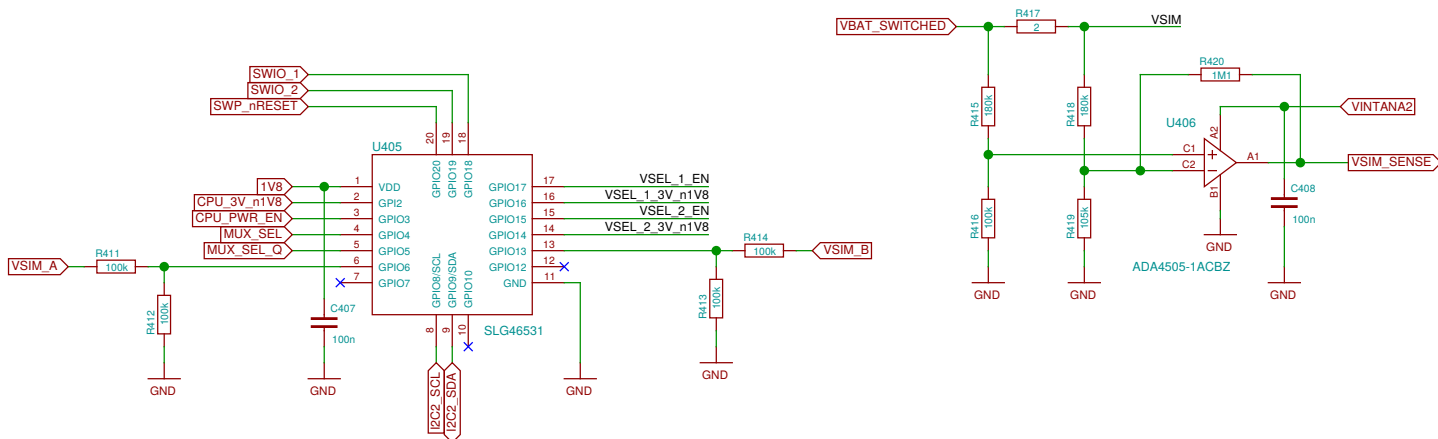 VBAT_SWITCHED
R417
2
VSIM
SWIO_1
SWIO_2
SWP_nRESET
R420
1M1
R415
180k
R418
180k
VINTANA2
U406
A2
C1
C2
A1
B1
VSIM_SENSE
U405
20
19
18
GPIO20
GPIO19
GPIO18
1V8
1
VDD
CPU_3V_n1V8
2
GPI2
CPU_PWR_EN
3
GPIO3
MUX_SEL
4
GPIO4
MUX_SEL_Q
5
GPIO5
VSIM_A
R411
100k
6
GPIO6
7
GPIO7
GPIO17
17
VSEL_1_EN
GPIO16
16
VSEL_1_3V_n1V8
GPIO15
15
VSEL_2_EN
GPIO14
14
VSEL_2_3V_n1V8
GPIO13
13
R414
100k
VSIM_B
GPIO12
12
GND
11
GPIO8/SCL
GPIO9/SDA
GPIO10
8
9
10
SLG46531
I2C2_SCL
I2C2_SDA
R412
100k
C407
100n
R413
100k
R416
100k
R419
105k
C408
100n
GND
ADA4505-1ACBZ
GND
GND
GND
GND
GND
GND
GND